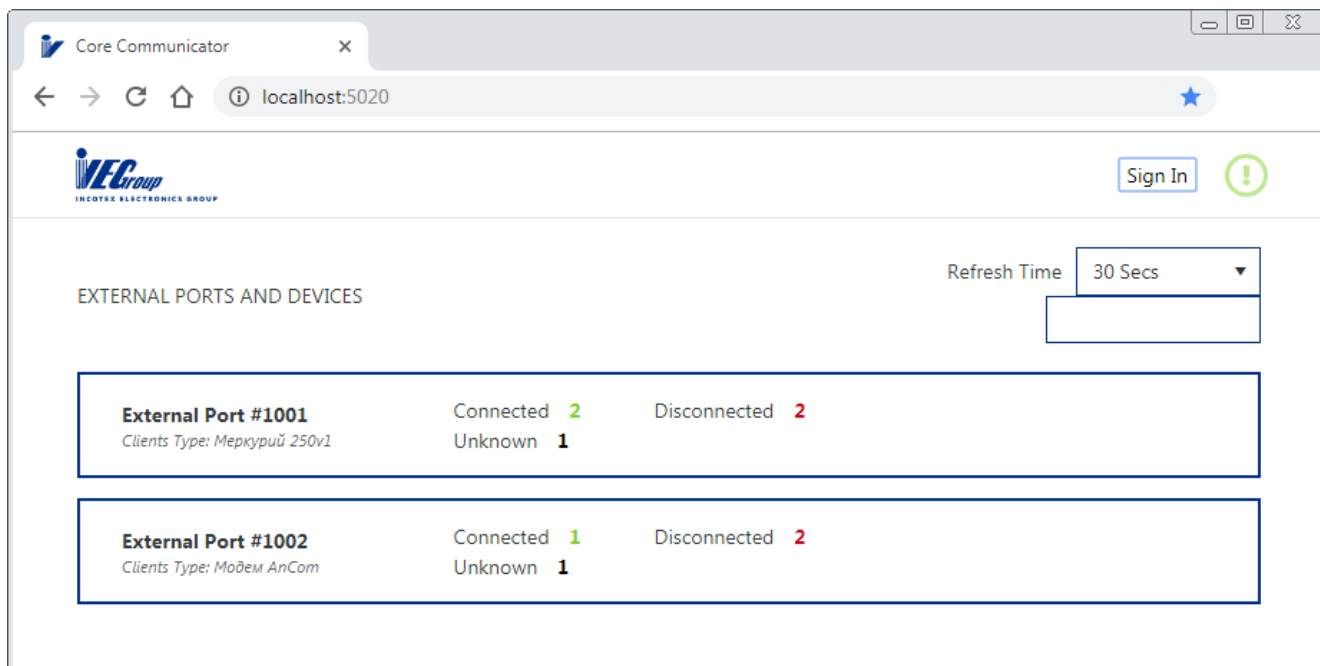 Core Communicator
localhost:5020
iVEGroup
INCOTEX ELECTRONICS GROUP
Sign In
Refresh Time 30 Secs
EXTERNAL PORTS AND DEVICES
External Port #1001 Connected 2 Disconnected 2
Clients Type: Меркурий 250v1 Unknown 1
External Port #1002 Connected 1 Disconnected 2
Clients Type: Модем AnCom Unknown 1